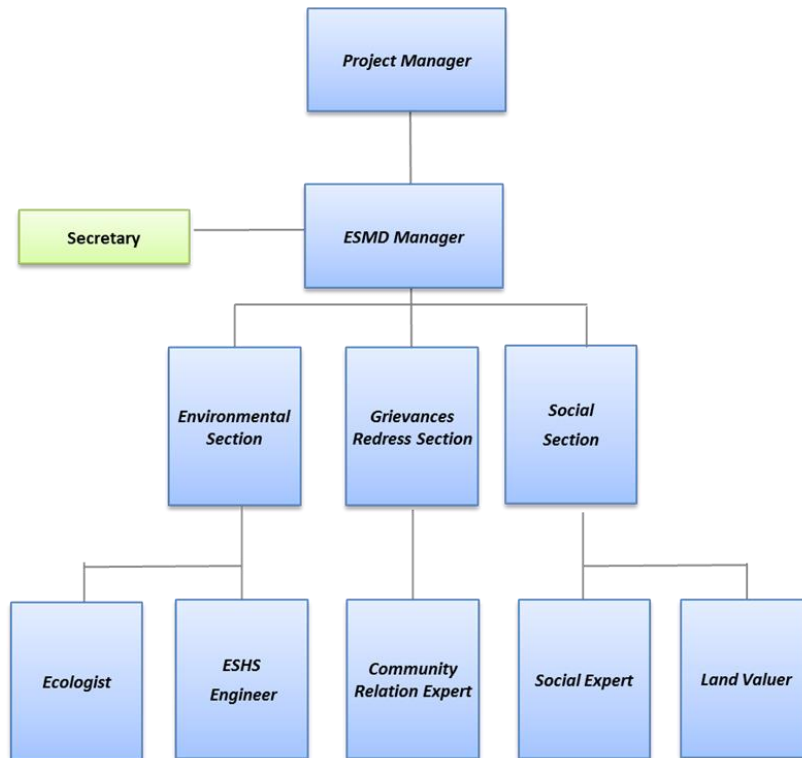 Project Manager
Secretary
ESMD Manager
Environmental
Section
Grievances
Redress Section
Social
Section
Ecologist
ESHS
Engineer
Community
Relation Expert
Social Expert
Land Valuer